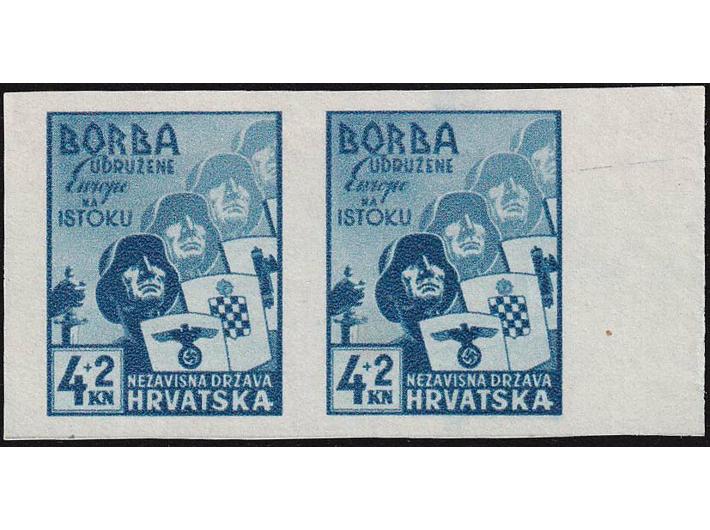 BORBA
UDRUŽENE
Europe
NA
ISTOKU
4+2
KN
NEZAVISNA DRŽAVA
HRVATSKA
BORBA
UDRUŽENE
Europe
NA
ISTOKU
4+2
KN
NEZAVISNA DRŽAVA
HRVATSKA